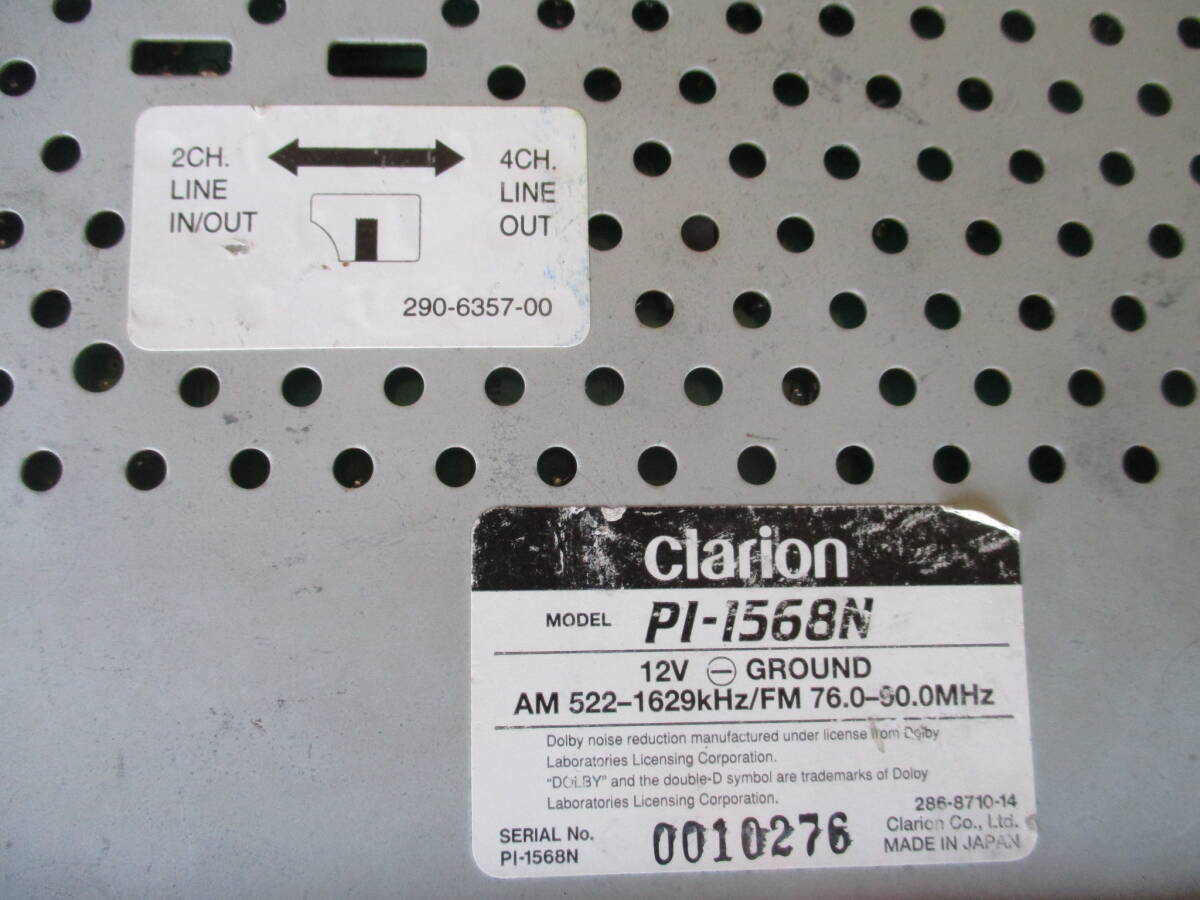 2CH.
LINE
IN/OUT
4CH.
LINE
OUT
290-6357-00
Clarion
MODEL PI-1568N
12V ⊖ GROUND
AM 522–1629kHz/FM 76.0–90.0MHz
Dolby noise reduction manufactured under license from Dolby
Laboratories Licensing Corporation.
"DOLBY" and the double-D symbol are trademarks of Dolby
Laboratories Licensing Corporation.
286-8710-14
Clarion Co., Ltd.
MADE IN JAPAN
SERIAL No.
PI-1568N
0010276